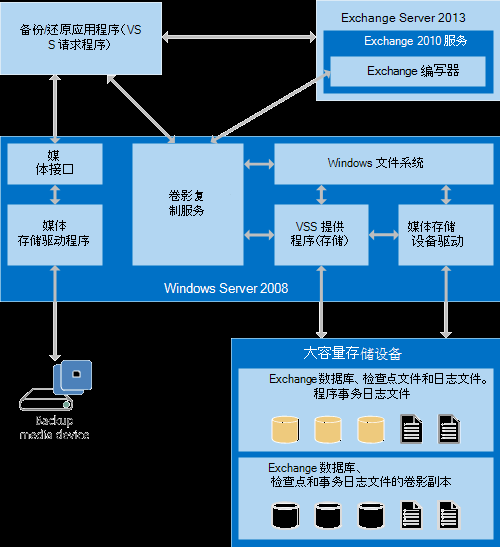 备份/还原应用程序(VS
S 请求程序)
Exchange Server 2013
Exchange 2010 服务
Exchange 编写器
媒
体接口
卷影复
制服务
Windows 文件系统
媒体
存储驱动程序
VSS 提供
程序(存储)
媒体存储
设备驱动
Windows Server 2008
大容量存储设备
Exchange 数据库、检查点文件和日志文件。
程序事务日志文件
Backup
media device
Exchange 数据库、
检查点和事务日志文件的卷影副本